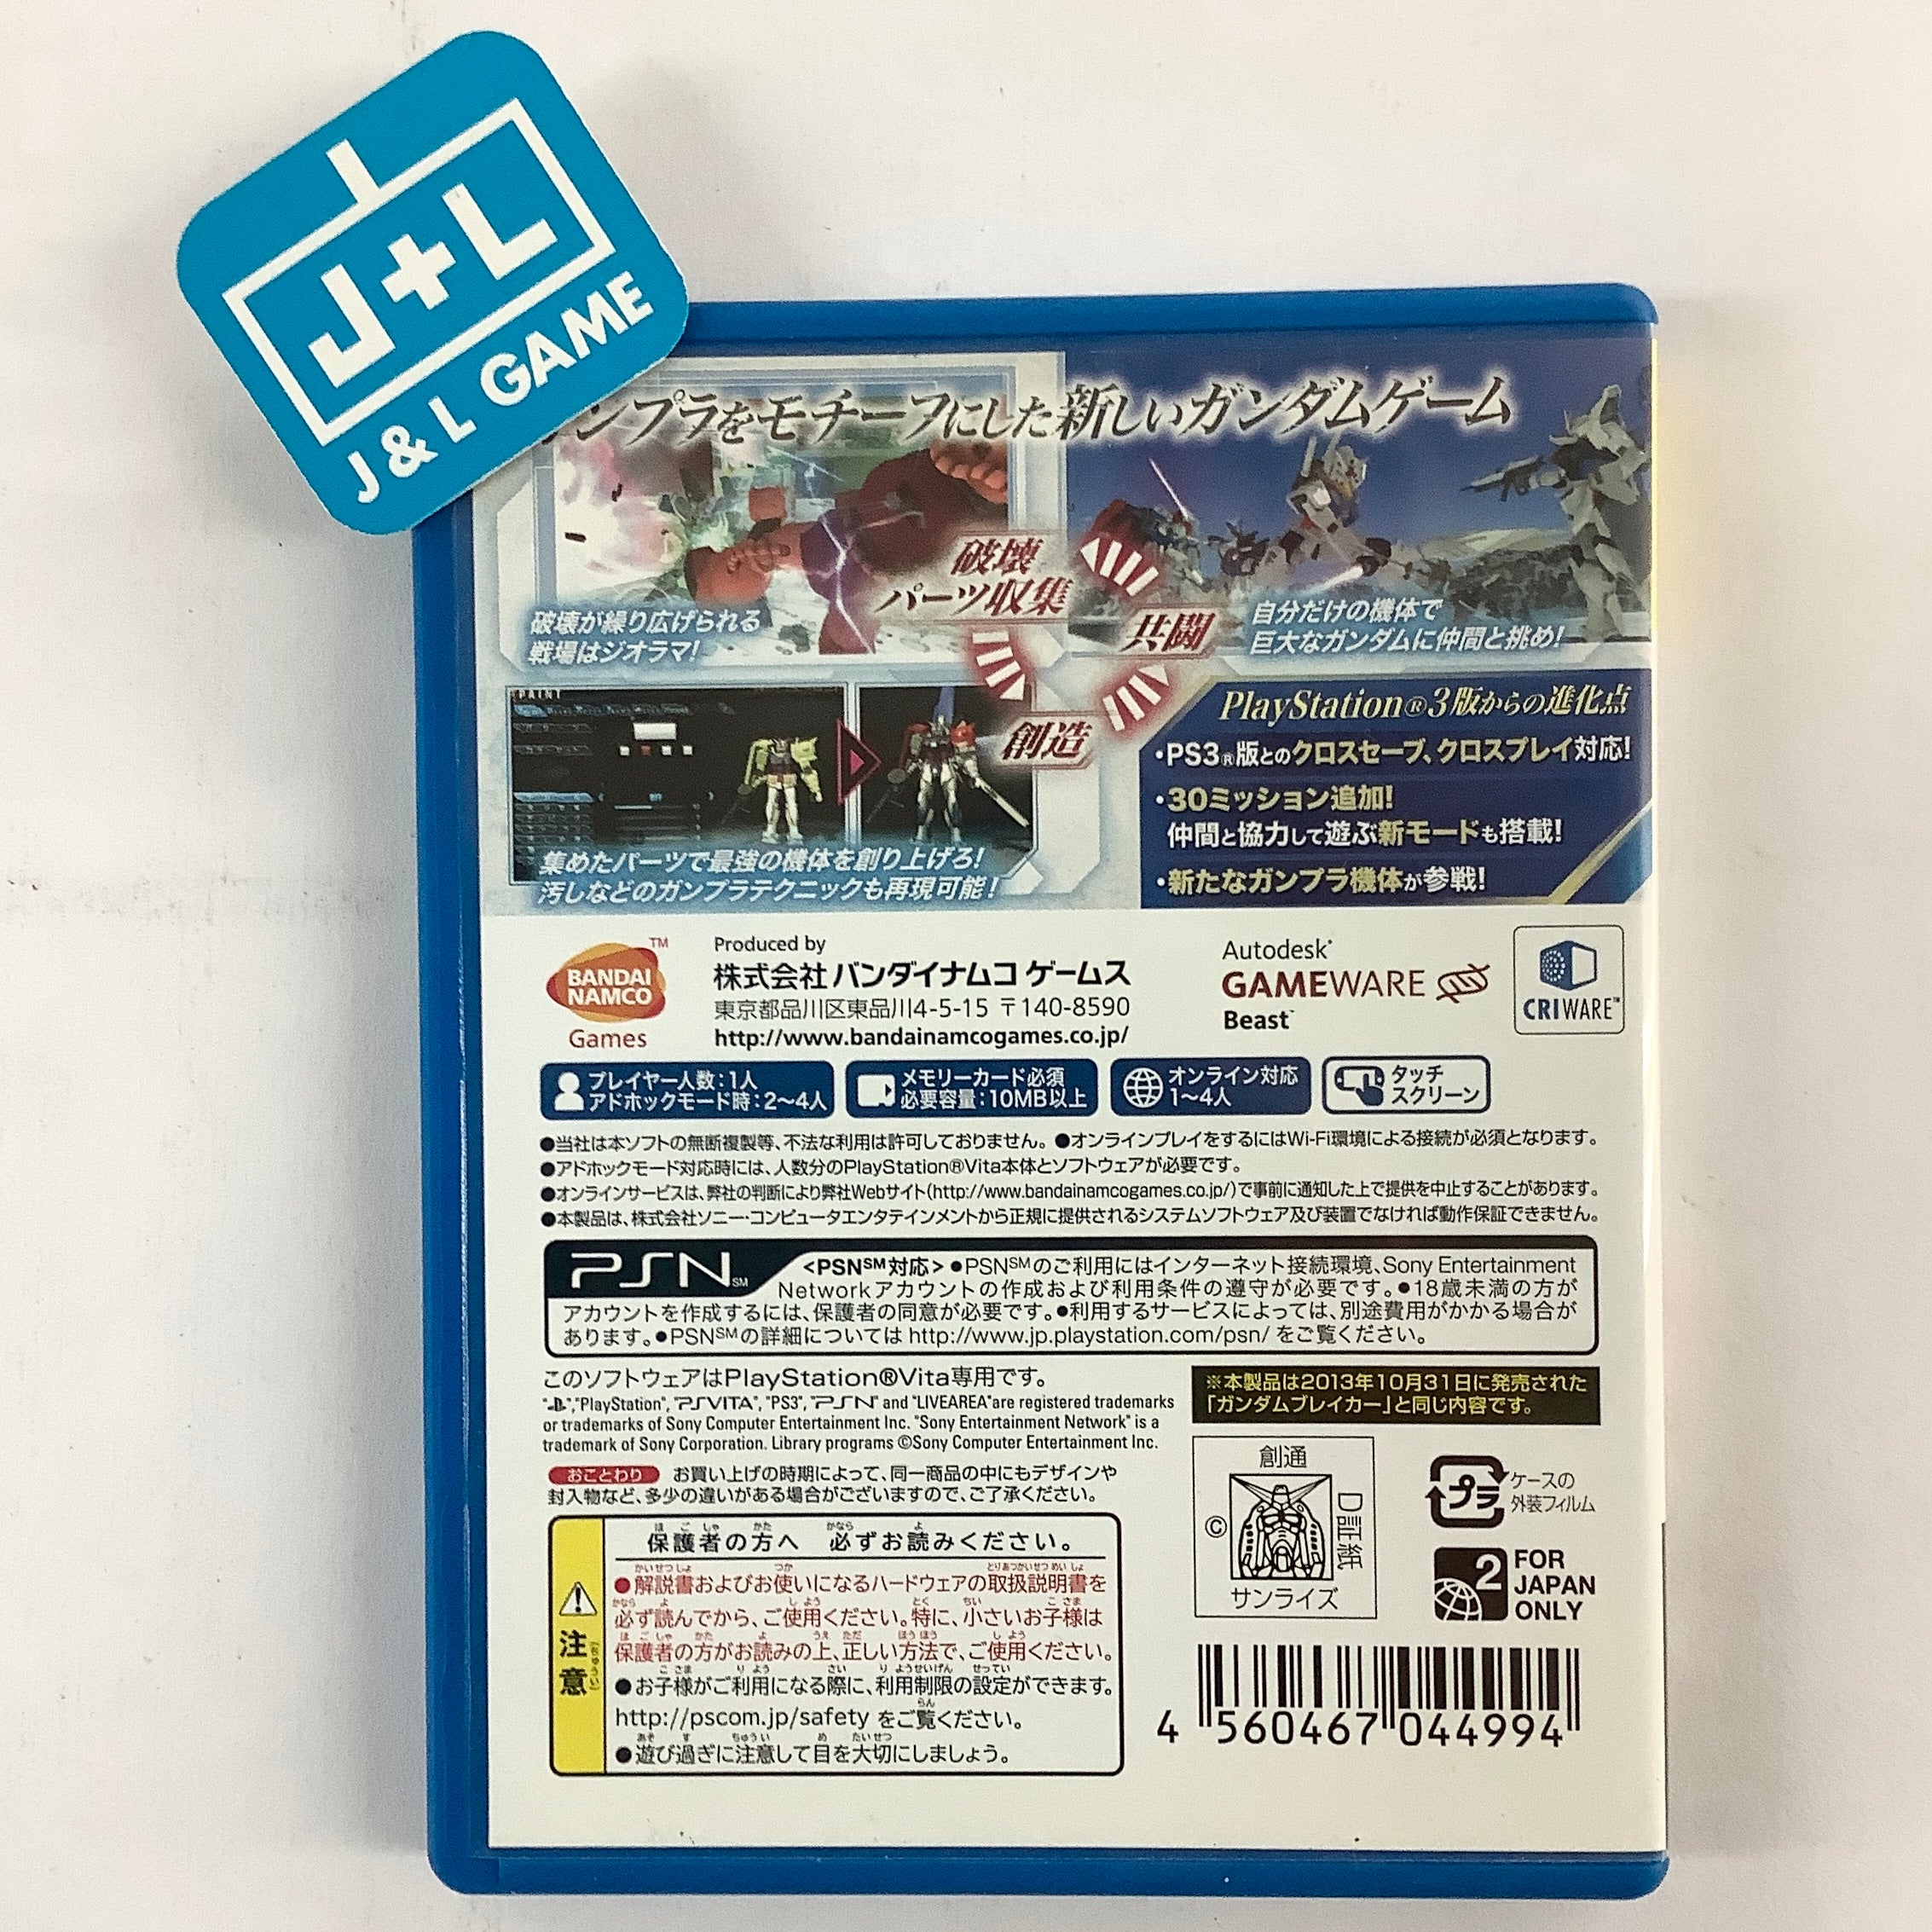 J+L
J & L GAME
ンプラをモチーフにした新しいガンダムゲーム
破壊
パーツ収集
共闘
創造
破壊が繰り広げられる
戦場はジオラマ!
自分だけの機体で
巨大なガンダムに仲間と挑め!
PAINT
集めたパーツで最強の機体を創り上げろ!
汚しなどのガンプラテクニックも再現可能!
PlayStation®3版からの進化点
・PS3®版とのクロスセーブ、クロスプレイ対応!
・30ミッション追加!
仲間と協力して遊ぶ新モードも搭載!
・新たなガンプラ機体が参戦!
BANDAI
NAMCO
TM
Games
Produced by
株式会社 バンダイナムコ ゲームス
東京都品川区東品川4-5-15 〒140-8590
http://www.bandainamcogames.co.jp/
Autodesk®
GAMEWARE
Beast™
CRIWARE™
プレイヤー人数:1人
アドホックモード時:2〜4人
メモリーカード必須
必要容量:10MB以上
オンライン対応
1〜4人
タッチ
スクリーン
●当社は本ソフトの無断複製等、不法な利用は許可しておりません。●オンラインプレイをするにはWi-Fi環境による接続が必須となります。
●アドホックモード対応時には、人数分のPlayStation®Vita本体とソフトウェアが必要です。
●オンラインサービスは、弊社の判断により弊社Webサイト(http://www.bandainamcogames.co.jp/)で事前に通知した上で提供を中止することがあります。
●本製品は、株式会社ソニー・コンピュータエンタテインメントから正規に提供されるシステムソフトウェア及び装置でなければ動作保証できません。
PSN SM
<PSN℠対応> ●PSN℠のご利用にはインターネット接続環境、Sony Entertainment
Networkアカウントの作成および利用条件の遵守が必要です。●18歳未満の方が
アカウントを作成するには、保護者の同意が必要です。●利用するサービスによっては、別途費用がかかる場合が
あります。●PSN℠の詳細については http://www.jp.playstation.com/psn/ をご覧ください。
このソフトウェアはPlayStation®Vita専用です。
"PS", "PlayStation", "PSVITA", "PS3", "PSN" and "LIVEAREA"are registered trademarks
or trademarks of Sony Computer Entertainment Inc. "Sony Entertainment Network" is a
trademark of Sony Corporation. Library programs ©Sony Computer Entertainment Inc.
※本製品は2013年10月31日に発売された
「ガンダムブレイカー」と同じ内容です。
おことわり お買い上げの時期によって、同一商品の中にもデザインや
封入物など、多少の違いがある場合がございますので、ご了承ください。
注意
ちゅうい
保護者の方へ 必ずお読みください。
●解説書およびお使いになるハードウェアの取扱説明書を
必ず読んでから、ご使用ください。特に、小さいお子様は
保護者の方がお読みの上、正しい方法で、ご使用ください。
●お子様がご利用になる際に、利用制限の設定ができます。
http://pscom.jp/safety をご覧ください。
●遊び過ぎに注意して目を大切にしましょう。
創通
©
D証紙
サンライズ
プラ
ケースの
外装フィルム
2
FOR
JAPAN
ONLY
4 560467 044994